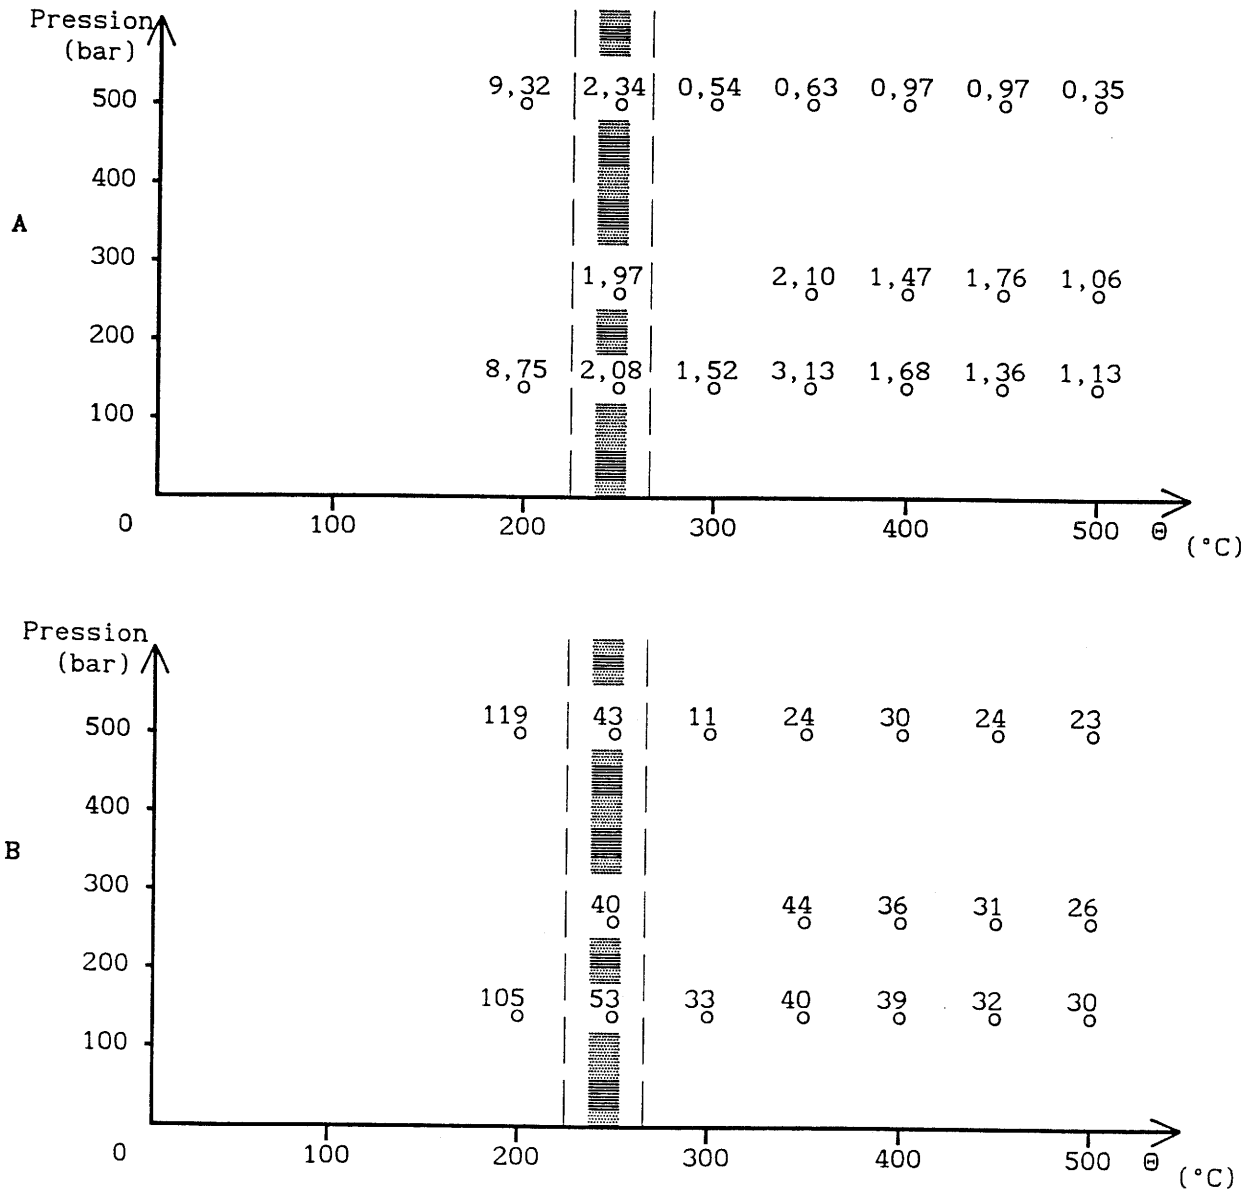 Pression
(bar)
9,32 2,34 0,54 0,63 0,97 0,97 0,35
500
400
A
300
1,97 2,10 1,47 1,76 1,06
200
8,75 2,08 1,52 3,13 1,68 1,36 1,13
100
0 100 200 300 400 500 Θ
(°C)
Pression
(bar)
119 43 11 24 30 24 23
500
400
B
300
40 44 36 31 26
200
105 53 33 40 39 32 30
100
0 100 200 300 400 500 Θ
(°C)